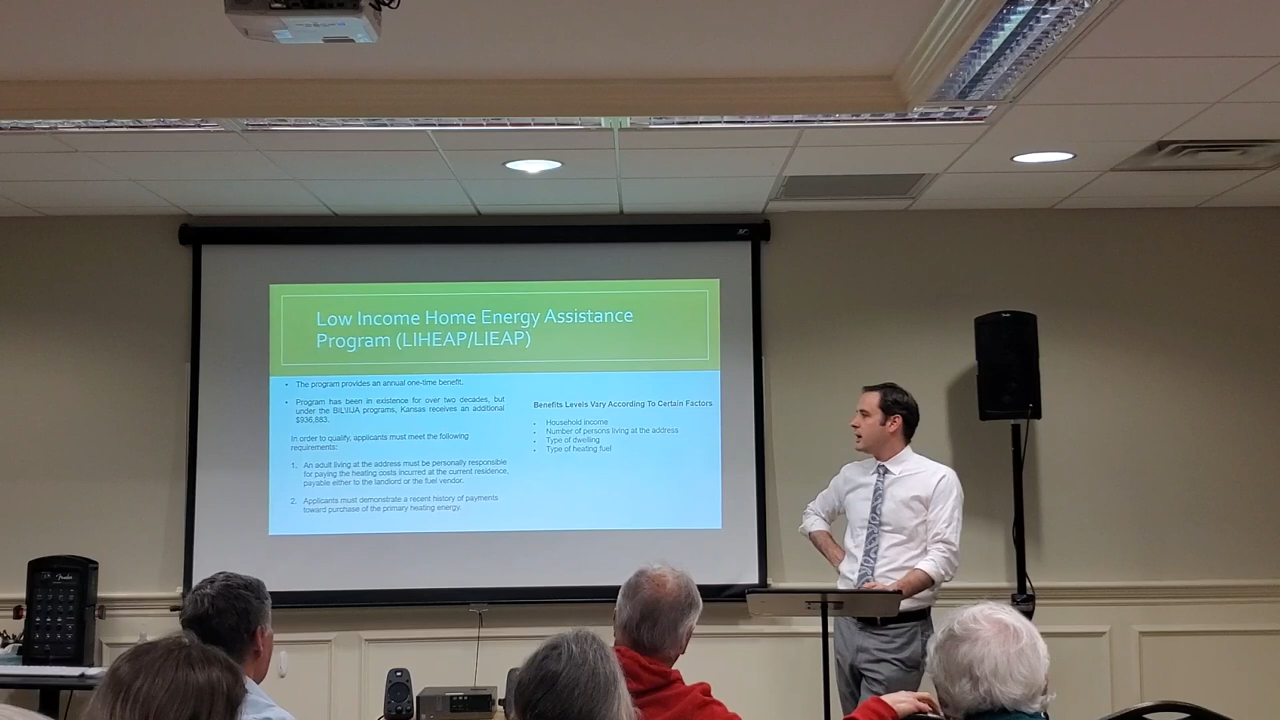 Low Income Home Energy Assistance
Program (LIHEAP/LIEAP)
• The program provides an annual one-time benefit.
• Program has been in existence for over two decades, but
under the BIL\IIJA programs, Kansas receives an additional
$936,883.
In order to qualify, applicants must meet the following
requirements:
1. An adult living at the address must be personally responsible
for paying the heating costs incurred at the current residence,
payable either to the landlord or the fuel vendor.
2. Applicants must demonstrate a recent history of payments
toward purchase of the primary heating energy.
Benefits Levels Vary According To Certain Factors
• Household income
• Number of persons living at the address
• Type of dwelling
• Type of heating fuel
Fender